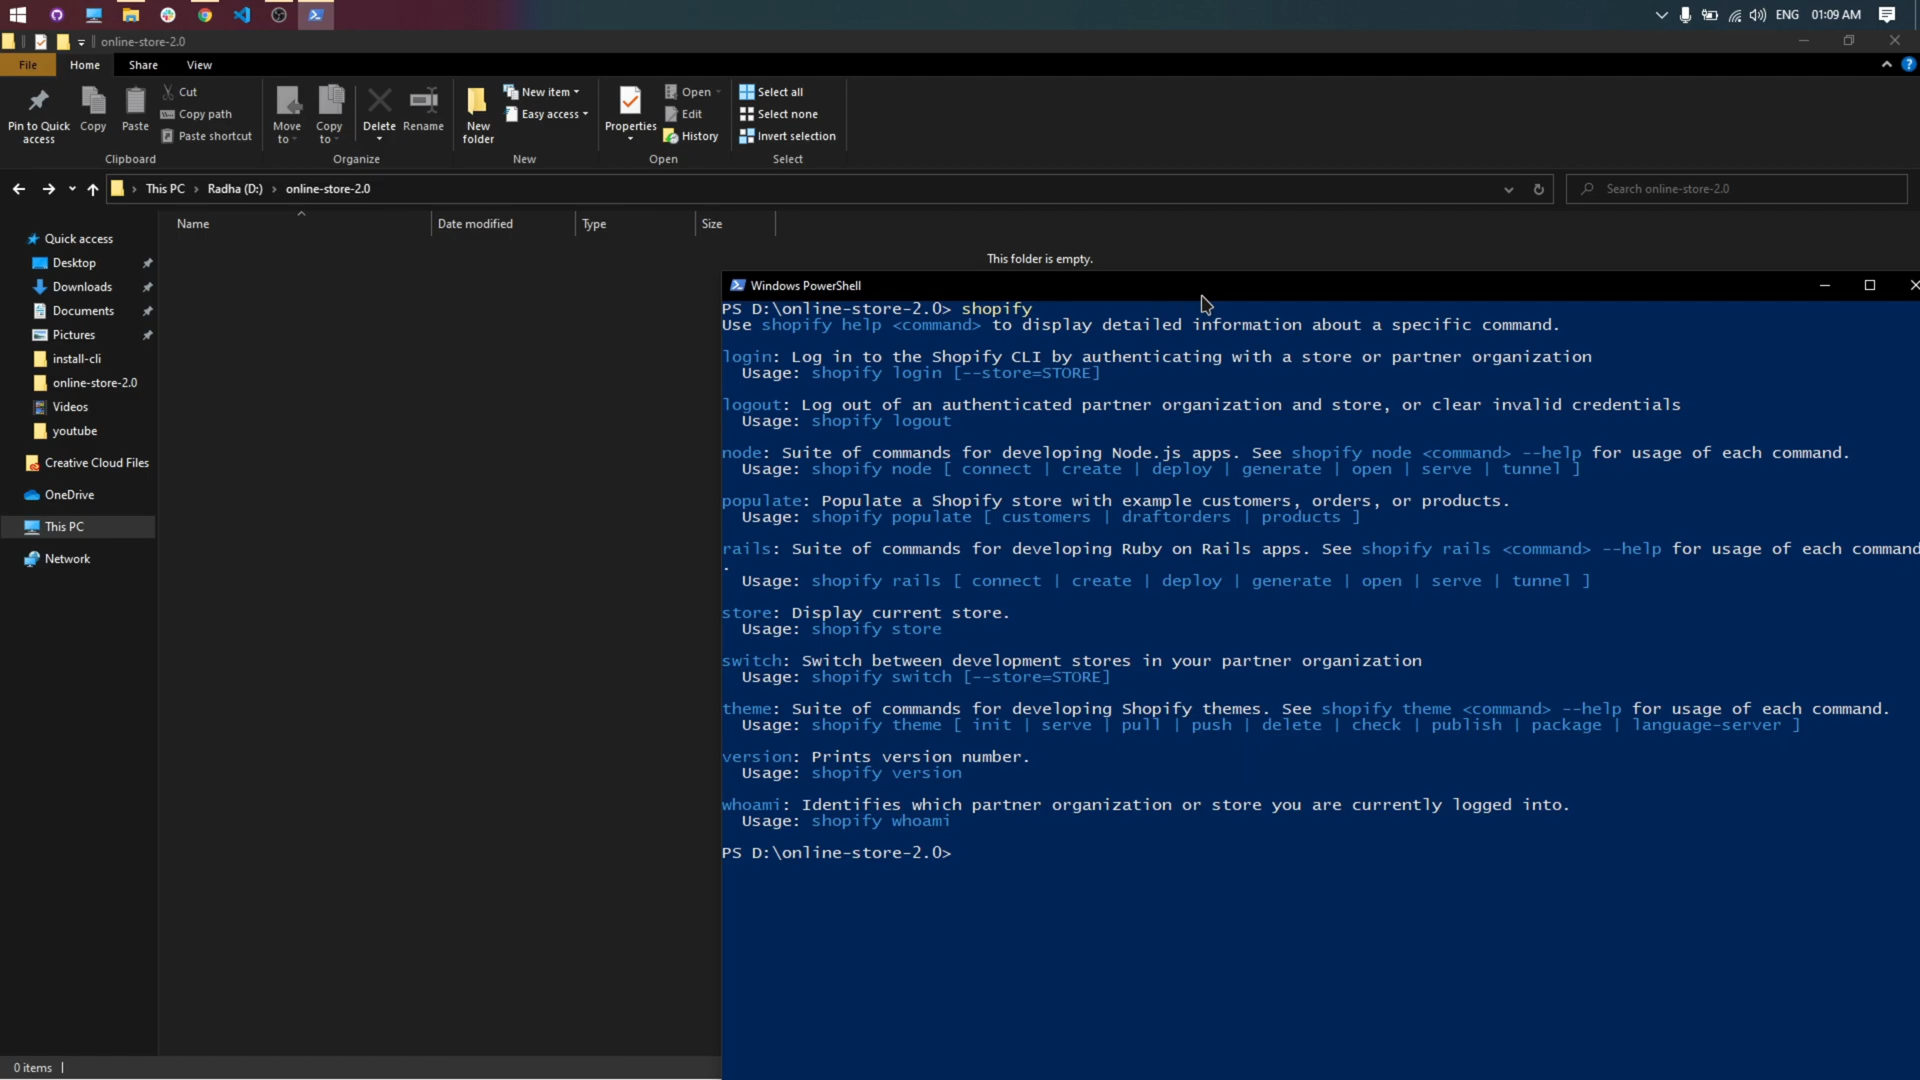 ENG 01:09 AM
online-store-2.0
File Home Share View
Pin to Quick access
Copy
Paste
Cut
Copy path
Paste shortcut
Clipboard
Move to
Copy to
Delete
Rename
Organize
New folder
New item
Easy access
New
Properties
Open
Edit
History
Open
Select all
Select none
Invert selection
Select
This PC Radha (D:) online-store-2.0
Search online-store-2.0
Name Date modified Type Size
This folder is empty.
Quick access
Desktop
Downloads
Documents
Pictures
install-cli
online-store-2.0
Videos
youtube
Creative Cloud Files
OneDrive
This PC
Network
0 items
Windows PowerShell
PS D:\online-store-2.0> shopify
Use shopify help <command> to display detailed information about a specific command.
login: Log in to the Shopify CLI by authenticating with a store or partner organization
Usage: shopify login [--store=STORE]
logout: Log out of an authenticated partner organization and store, or clear invalid credentials
Usage: shopify logout
node: Suite of commands for developing Node.js apps. See shopify node <command> --help for usage of each command.
Usage: shopify node [ connect | create | deploy | generate | open | serve | tunnel ]
populate: Populate a Shopify store with example customers, orders, or products.
Usage: shopify populate [ customers | draftorders | products ]
rails: Suite of commands for developing Ruby on Rails apps. See shopify rails <command> --help for usage of each command
.
Usage: shopify rails [ connect | create | deploy | generate | open | serve | tunnel ]
store: Display current store.
Usage: shopify store
switch: Switch between development stores in your partner organization
Usage: shopify switch [--store=STORE]
theme: Suite of commands for developing Shopify themes. See shopify theme <command> --help for usage of each command.
Usage: shopify theme [ init | serve | pull | push | delete | check | publish | package | language-server ]
version: Prints version number.
Usage: shopify version
whoami: Identifies which partner organization or store you are currently logged into.
Usage: shopify whoami
PS D:\online-store-2.0>